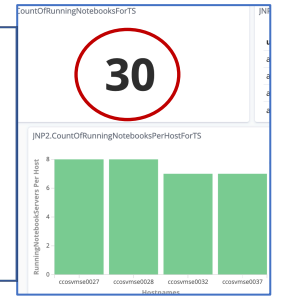 CountOfRunningNotebooksForTS
JNP
30
JNP2.CountOfRunningNotebooksPerHostForTS
RunningNotebookServers Per Host
8
6
4
2
0
ccosvmse0027 ccosvmse0028 ccosvmse0032 ccosvmse0037
Hostnames